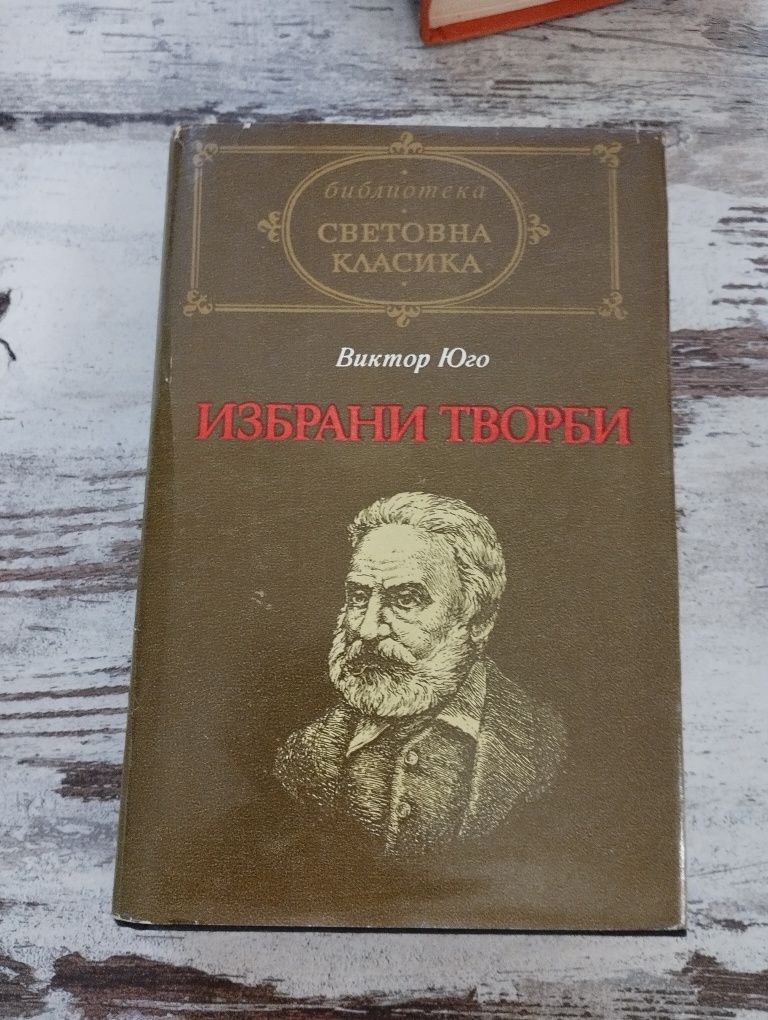 библиотека
СВЕТОВНА
КЛАСИКА
Виктор Юго
ИЗБРАНИ ТВОРБИ